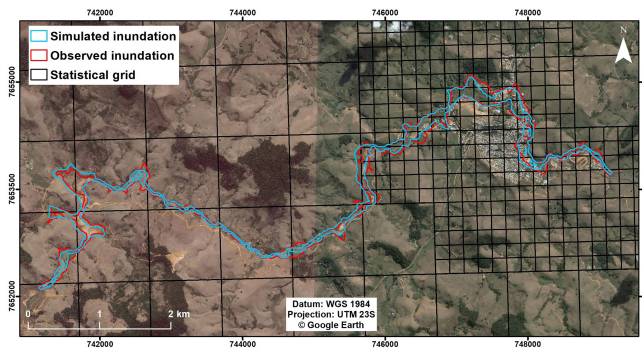 742000 744000 746000 748000
Simulated inundation
Observed inundation
Statistical grid
N
7655000
7653500
7652000
0 1 2 km
Datum: WGS 1984
Projection: UTM 23S
© Google Earth
742000 744000 746000 748000